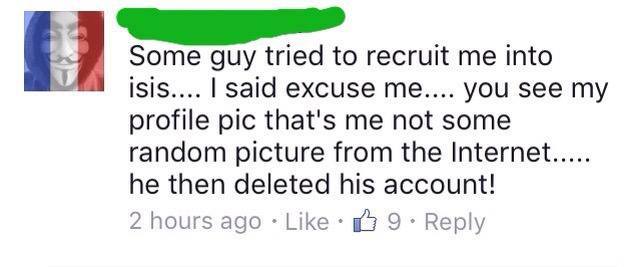 Some guy tried to recruit me into
isis.... I said excuse me.... you see my
profile pic that's me not some
random picture from the Internet.....
he then deleted his account!
2 hours ago · Like · 9 · Reply